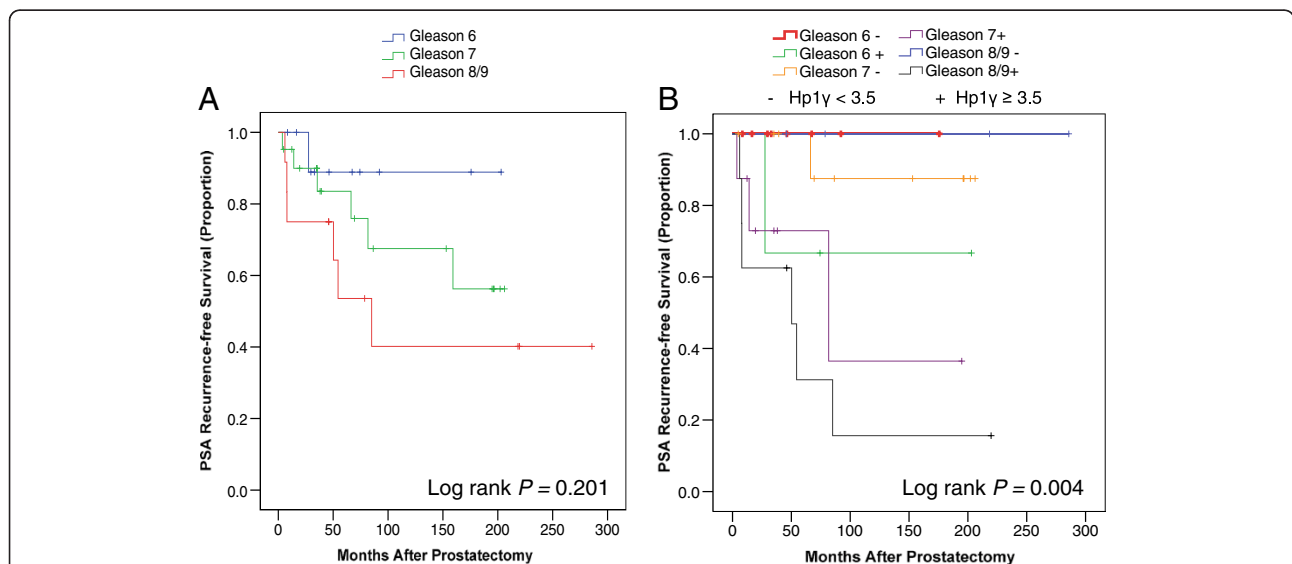 Gleason 6
Gleason 7
Gleason 8/9
A
PSA Recurrence-free Survival (Proportion)
1.0
0.8
0.6
0.4
0.2
0.0
Log rank P = 0.201
0 50 100 150 200 250 300
Months After Prostatectomy
Gleason 6 - Gleason 7+
Gleason 6 + Gleason 8/9 -
Gleason 7 - Gleason 8/9+
B
- Hp1γ < 3.5 + Hp1γ ≥ 3.5
PSA Recurrence-free Survival (Proportion)
1.0
0.8
0.6
0.4
0.2
0.0
Log rank P = 0.004
0 50 100 150 200 250 300
Months After Prostatectomy